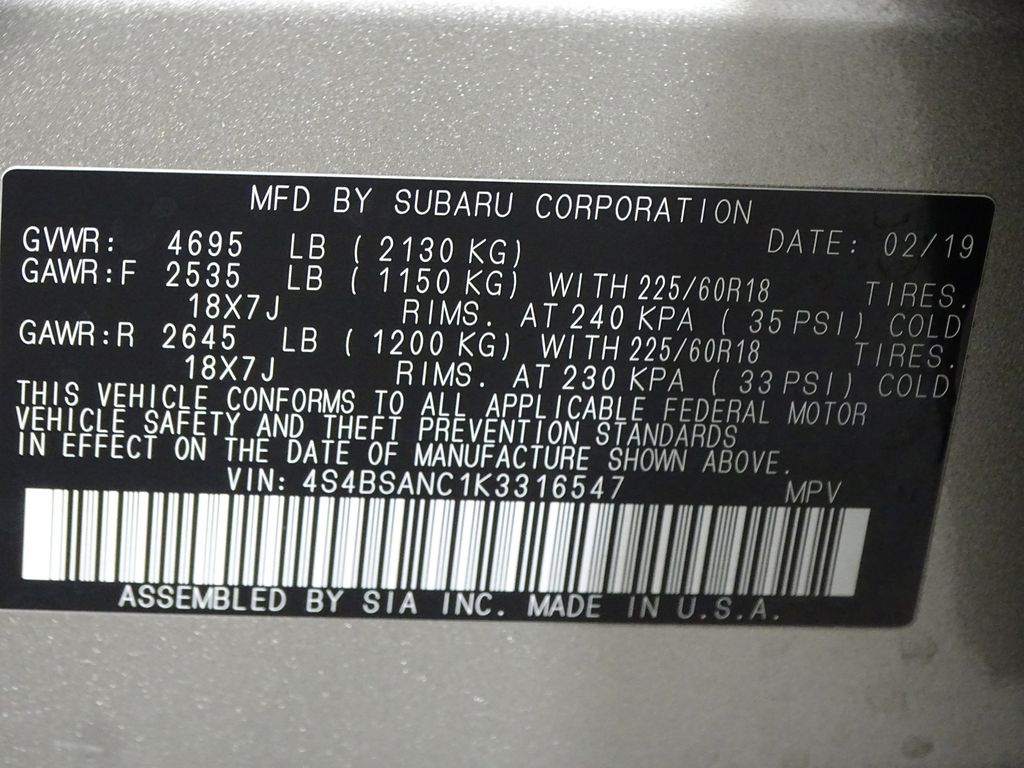 MFD BY SUBARU CORPORATION
GVWR: 4695 LB ( 2130 KG) DATE: 02/19
GAWR:F 2535 LB ( 1150 KG) WITH 225/60R18 TIRES.
18X7J RIMS. AT 240 KPA ( 35 PSI) COLD
GAWR:R 2645 LB ( 1200 KG) WITH 225/60R18 TIRES.
18X7J RIMS. AT 230 KPA ( 33 PSI) COLD
THIS VEHICLE CONFORMS TO ALL APPLICABLE FEDERAL MOTOR
VEHICLE SAFETY AND THEFT PREVENTION STANDARDS
IN EFFECT ON THE DATE OF MANUFACTURE SHOWN ABOVE.
VIN: 4S4BSANC1K3316547 MPV
ASSEMBLED BY SIA INC. MADE IN U.S.A.